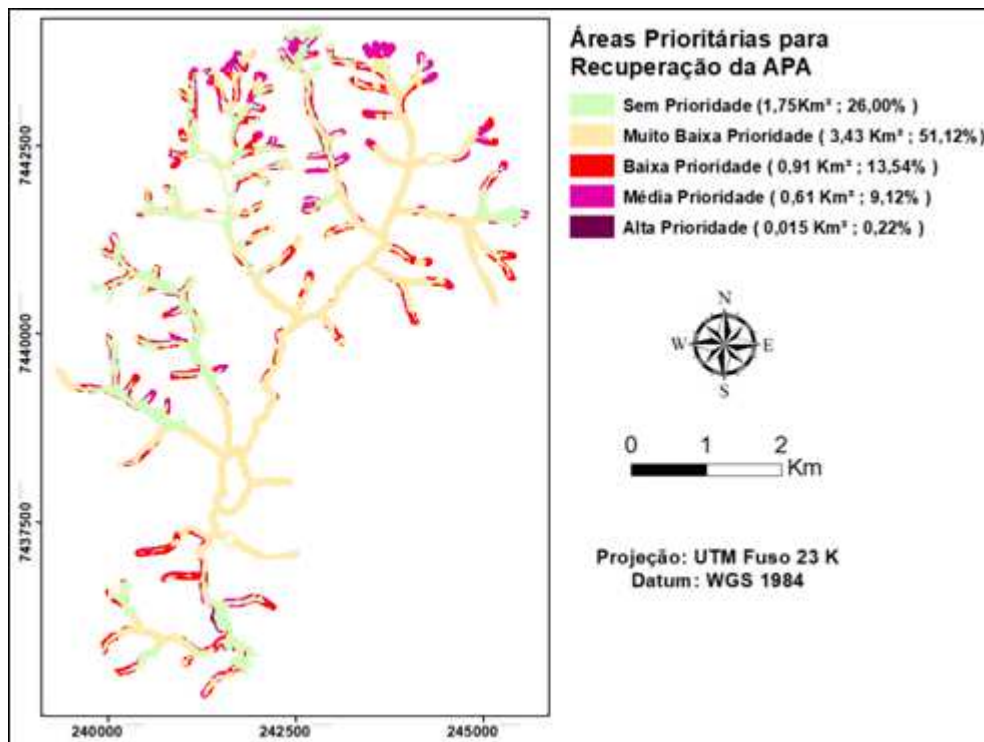 Áreas Prioritárias para
Recuperação da APA
Sem Prioridade (1,75Km² ; 26,00%)
Muito Baixa Prioridade ( 3,43 Km² ; 51,12%)
Baixa Prioridade ( 0,91 Km² ; 13,54% )
Média Prioridade ( 0,61 Km² ; 9,12% )
Alta Prioridade ( 0,015 Km² ; 0,22% )
N
W E
S
0 1 2
Km
Projeção: UTM Fuso 23 K
Datum: WGS 1984
7442500
7440000
7437500
240000 242500 245000